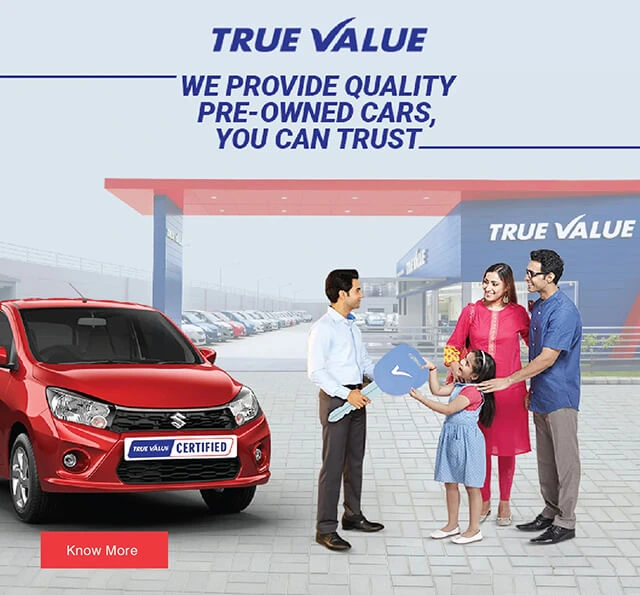 TRUE VALUE
WE PROVIDE QUALITY
PRE-OWNED CARS,
YOU CAN TRUST
TRUE VALUE
TRUE VALUE CERTIFIED
Know More